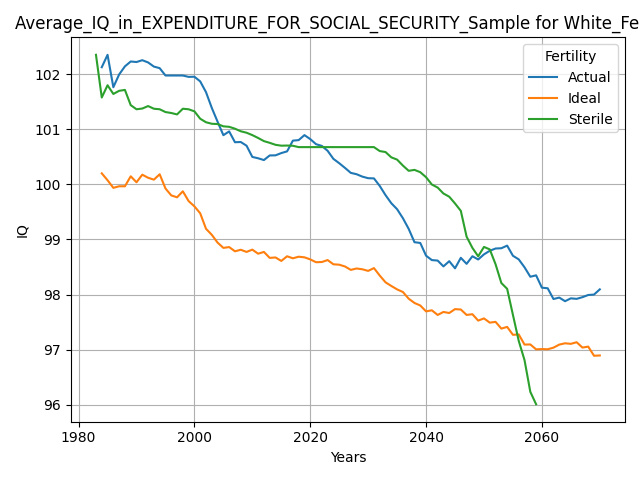 Average_IQ_in_EXPENDITURE_FOR_SOCIAL_SECURITY_Sample for White_Fe
Fertility
Actual
Ideal
Sterile
102
101
100
99
98
97
96
IQ
1980
2000
2020
2040
2060
Years